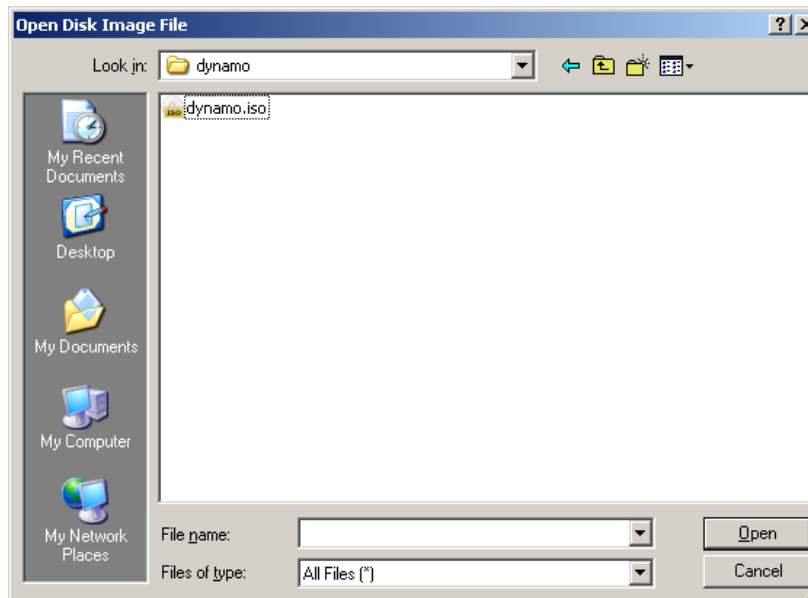 Open Disk Image File
Look in:
dynamo
dynamo.iso
My Recent
Documents
Desktop
My Documents
My Computer
My Network
Places
File name:
Open
Files of type:
All Files (*)
Cancel